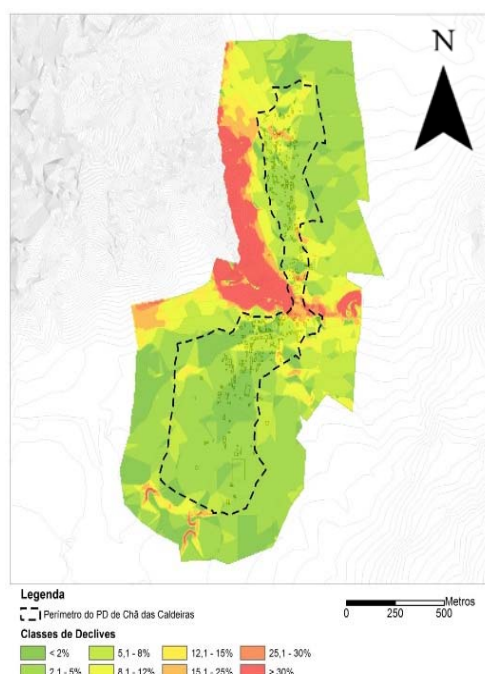 N
Legenda
Perímetro do PD de Chã das Caldeiras
Metros
0 250 500
Classes de Declives
< 2% 5,1 - 8% 12,1 - 15% 25,1 - 30%
2,1 - 5% 8,1 - 12% 15,1 - 25% > 30%